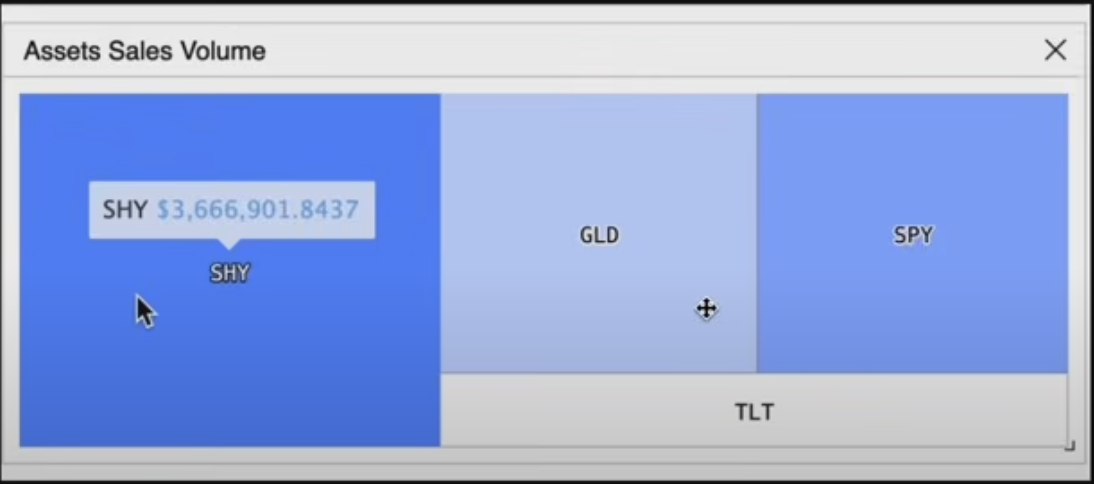 Assets Sales Volume
SHY $3,666,901.8437
SHY
GLD
SPY
TLT